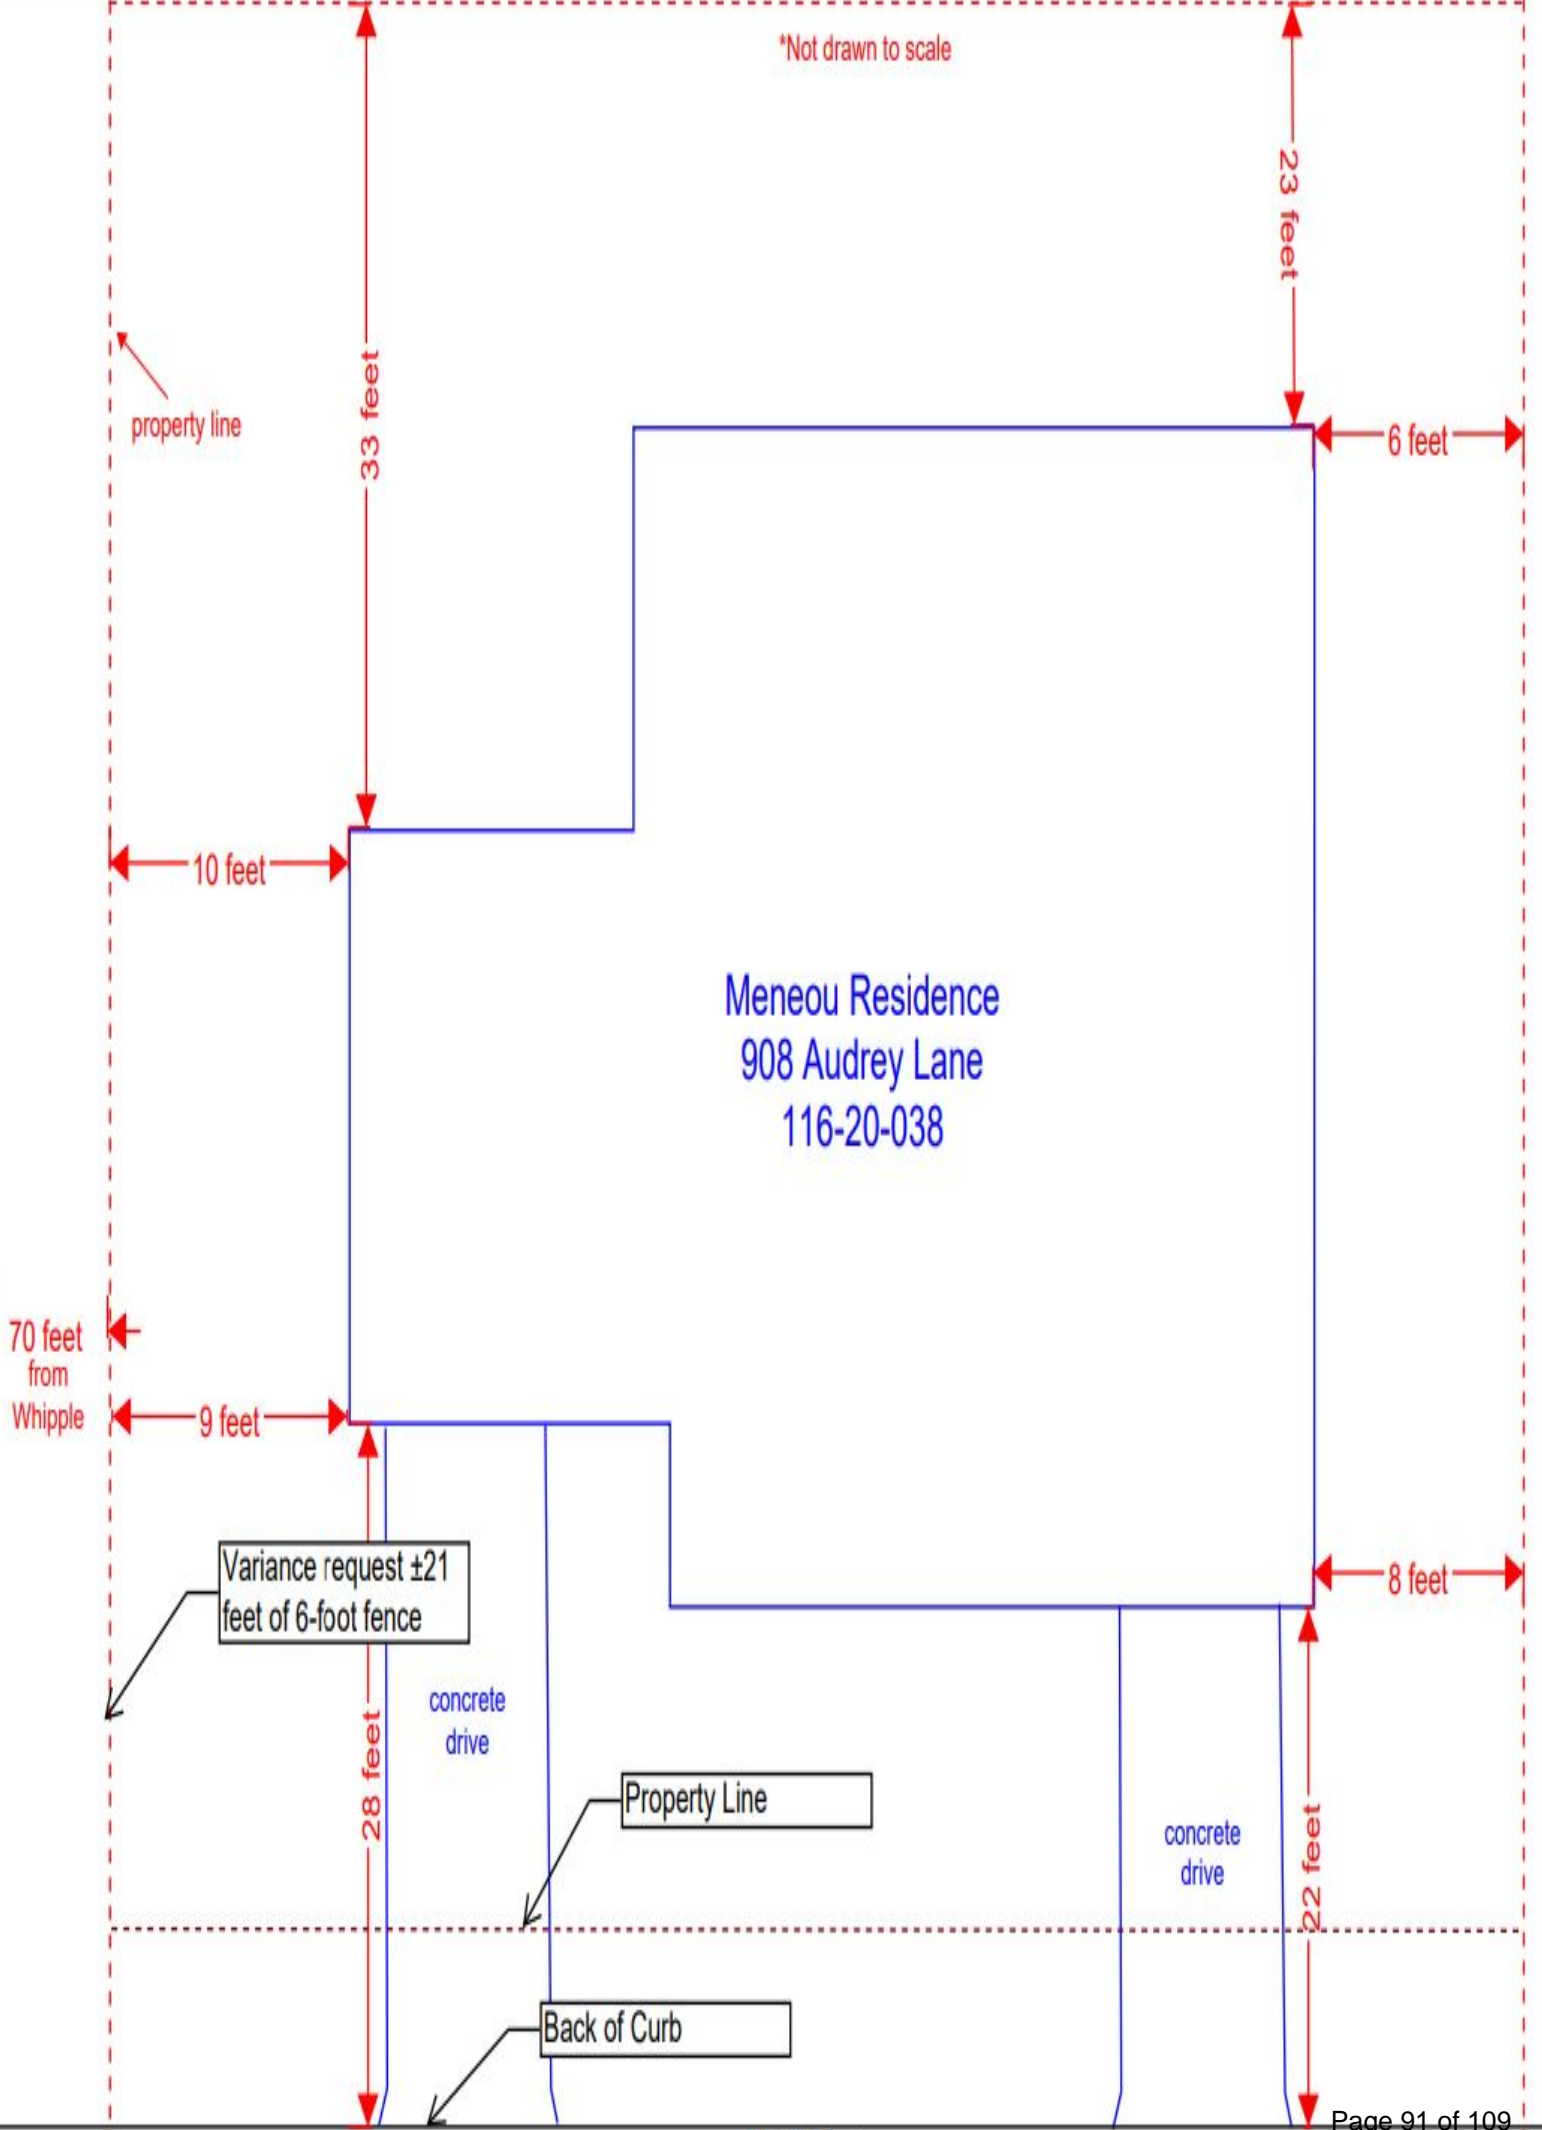 *Not drawn to scale
23 feet
33 feet
property line
6 feet
10 feet
Meneou Residence
908 Audrey Lane
116-20-038
70 feet
from
Whipple
9 feet
Variance request ±21
feet of 6-foot fence
8 feet
concrete
drive
28 feet
Property Line
concrete
drive
22 feet
Back of Curb
Page 91 of 109